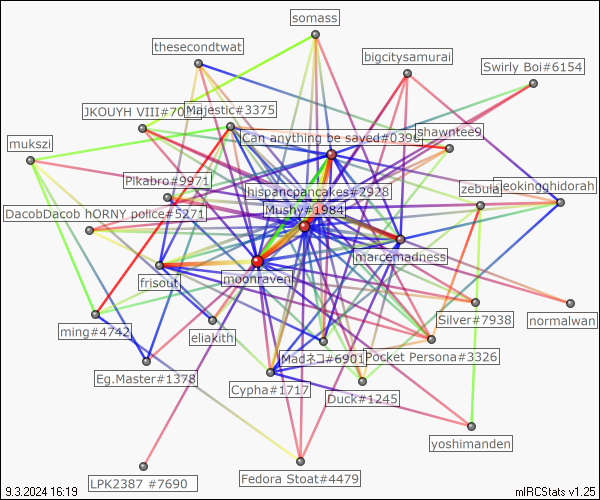 somass
thesecondtwat
bigcitysamurai
Swirly Boi#6154
JKOUYH VIII#70
Majestic#3375
Can anything be saved#0396
shawntee9
mukszi
Pikabro#9971
hispancpancakes#2928
zebula
neokingghidorah
DacobDacob hORNY police#5271
Mushy#1984
marcemadness
frisout
moonraven
ming#4742
eliakith
Silver#7938
normalwan
Madネコ#6901
Pocket Persona#3326
Eg.Master#1378
Cypha#1717
Duck#1245
yoshimanden
LPK2387 #7690
Fedora Stoat#4479
9.3.2024 16:19
mIRCStats v1.25